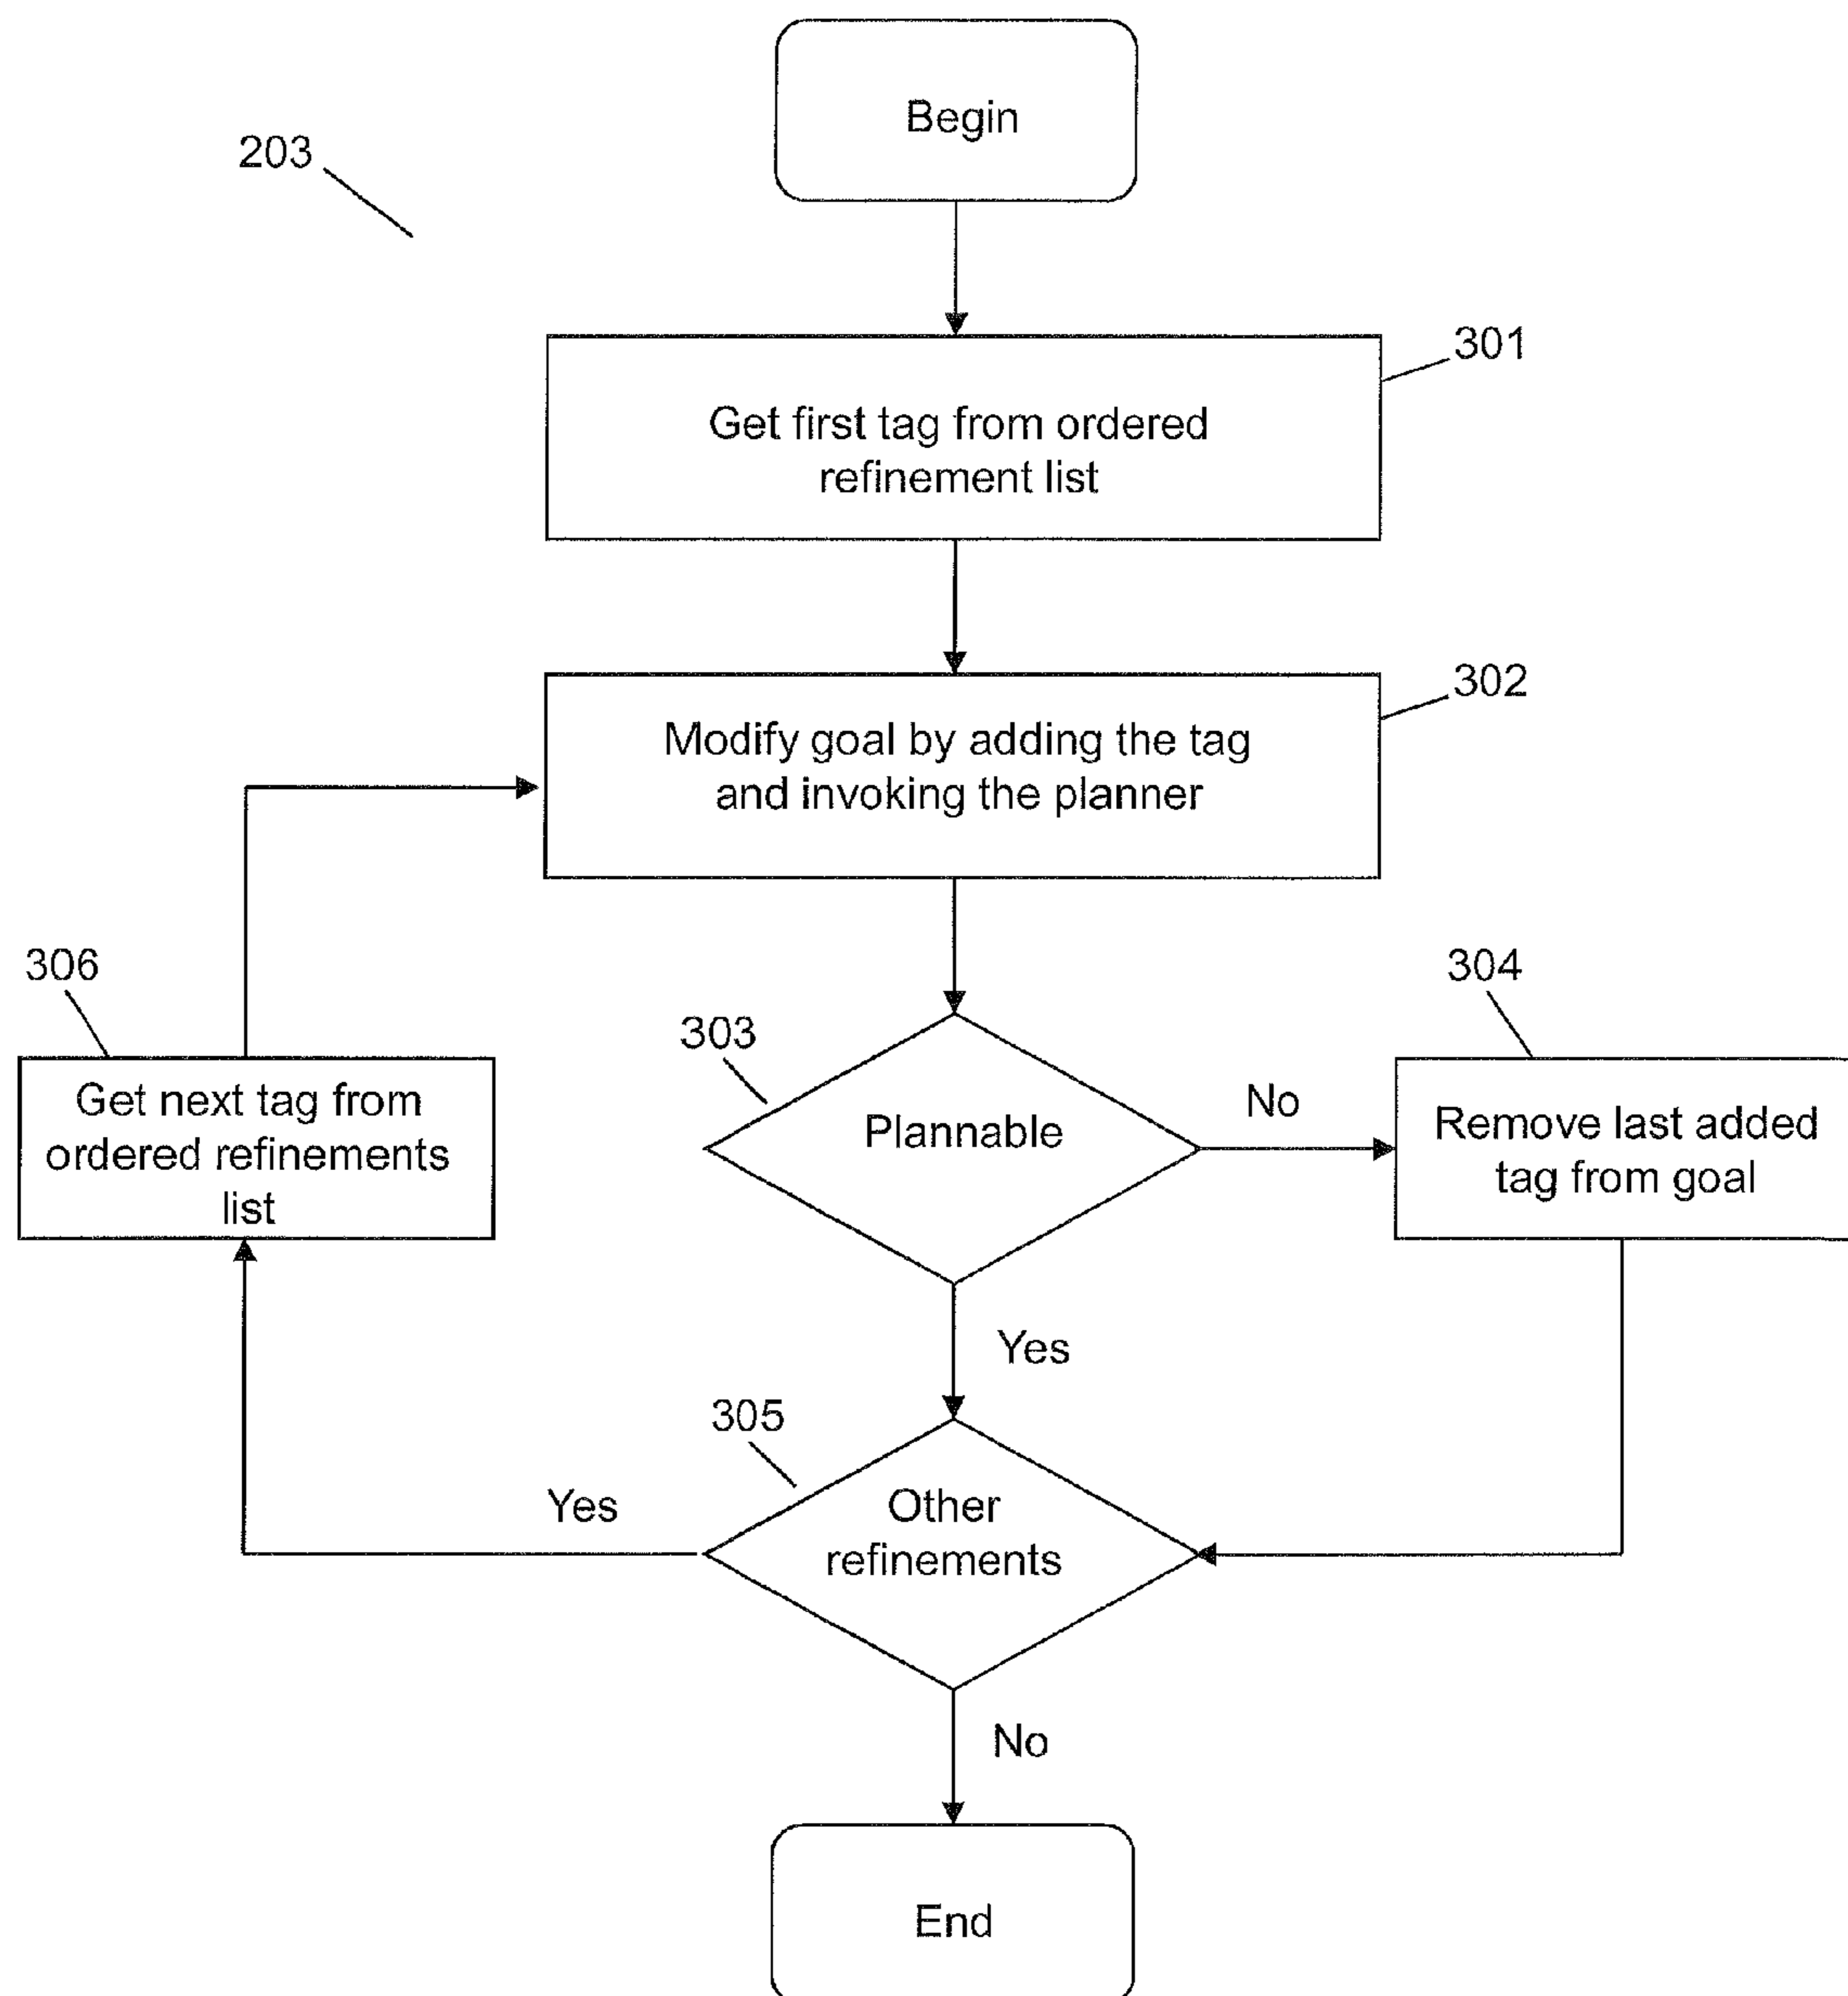 Begin
203
301
Get first tag from ordered
refinement list
302
Modify goal by adding the tag
and invoking the planner
306
Get next tag from
ordered refinements
list
303
Plannable
No
304
Remove last added
tag from goal
Yes
305
Other
refinements
Yes
No
End